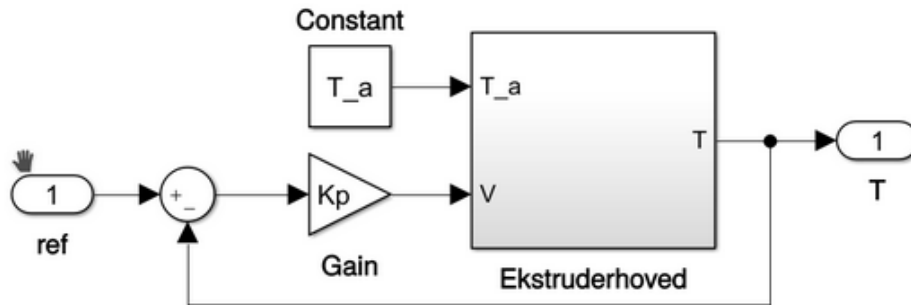 Constant
T_a
T_a
T
1
T
1
+
_
Kp
V
ref
Gain
Ekstruderhoved